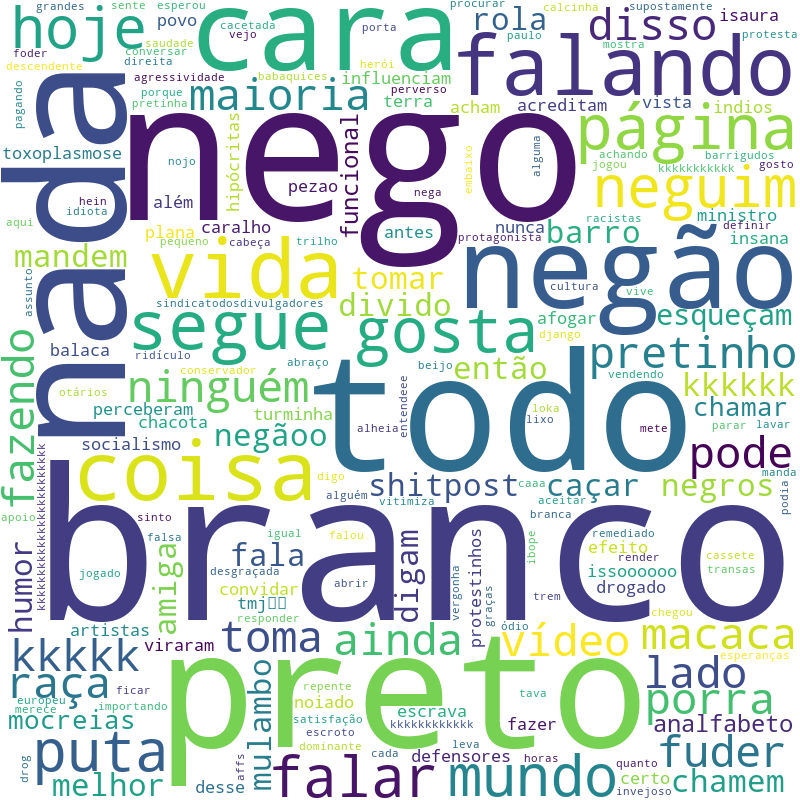 grandes
sente
esperou
procurar
calcinha
supostamente
hoje
cacetada
povo
cara
rola
disso
isaura
foder
conversar
vejo
porta
paulo
mostra
protesta
descendente
saudade
direita
herói
falando
agressividade
babaquices
influenciam
maioria
porque
perverso
terra
acham
acreditam
vista
indios
pretinha
pagando
nada
nego
página
achando
barrigudos
jogou
kkkkkkkkkkk
gosto
toxoplasmose
nojo
hipócritas
funcional
pezao
nega
embaixo
alguma
neguim
hein
idiota
além
racistas
ministro
definir
aqui
plana
caralho
antes
nunca
barro
insana
pequeno
cabeça
trilho
protagonista
mandem
vida
tomar
negão
cultura
vive
assunto
sindicatodosdivulgadores
divido
afogar
esqueçam
segue
gosta
django
balaca
ridículo
abraço
pretinho
fazendo
conservador
beijo
então
vendendo
otários
ninguém
todo
kkkkkk
perceberam
turminha
chamar
chacota
loka
negãoo
alheia
entendeee
lixo
mete
parar
lavar
socialismo
pode
coisa
digo
shitpost
caçar
negros
manda
kkkkkkkkkkkkkkkkkkkkkkk
alguém
vitimiza
caaa
aceitar
podia
apoio
sinto
falsa
falou
igual
branca
remediado
branco
humor
amiga
fala
digam
ibope
efeito
render
cassete
jogado
desgraçada
issoooooo
transas
convidar
abrir
protestinhos
trem
drogado
tmj
responder
vergonha
graças
chegou
artistas
viraram
toma
ainda
ódio
vídeo
macaca
kkkkk
esperanças
raça
preto
lado
europeu
merece
ficar
importando
mulambo
repente
noiado
tava
porra
mocreias
satisfação
escrava
kkkkkkkkkkkk
fazer
analfabeto
escroto
puta
dominante
cada
leva
defensores
horas
fuder
drog
desse
affs
falar
mundo
quanto
certo
chamem
melhor
invejoso